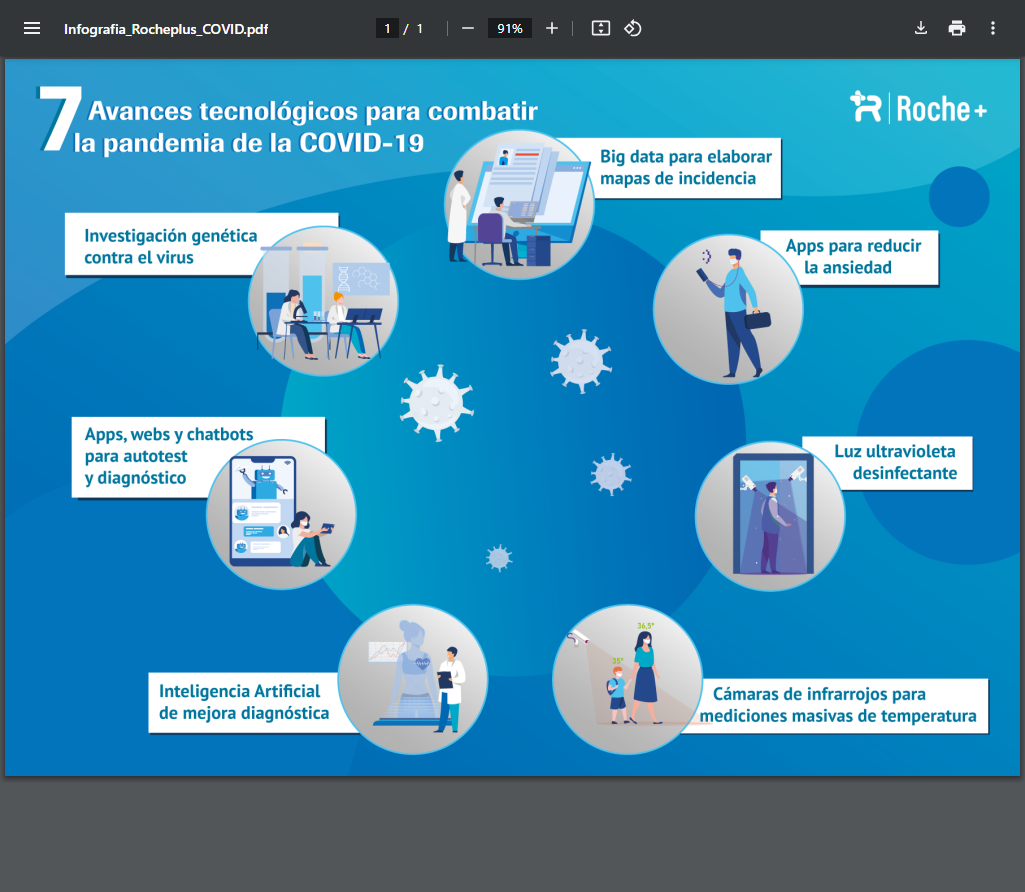 Infografia_Rocheplus_COVID.pdf
1 / 1
91%
7 Avances tecnológicos para combatir
la pandemia de la COVID-19
Roche+
Big data para elaborar
mapas de incidencia
Investigación genética
contra el virus
Apps para reducir
la ansiedad
Apps, webs y chatbots
para autotest
y diagnóstico
Luz ultravioleta
desinfectante
36,5°
35°
Inteligencia Artificial
de mejora diagnóstica
Cámaras de infrarrojos para
mediciones masivas de temperatura